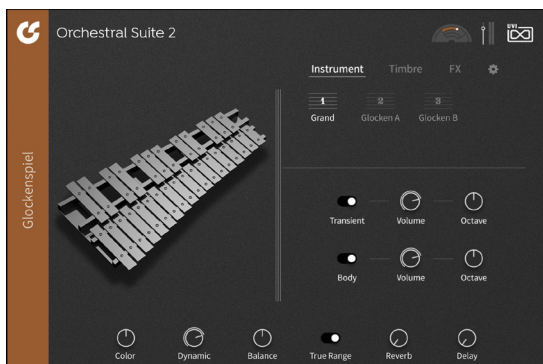 Orchestral Suite 2
UVI
Instrument Timbre FX
1 2 3
Grand Glocken A Glocken B
Glockenspiel
Transient Volume Octave
Body Volume Octave
Color Dynamic Balance True Range Reverb Delay